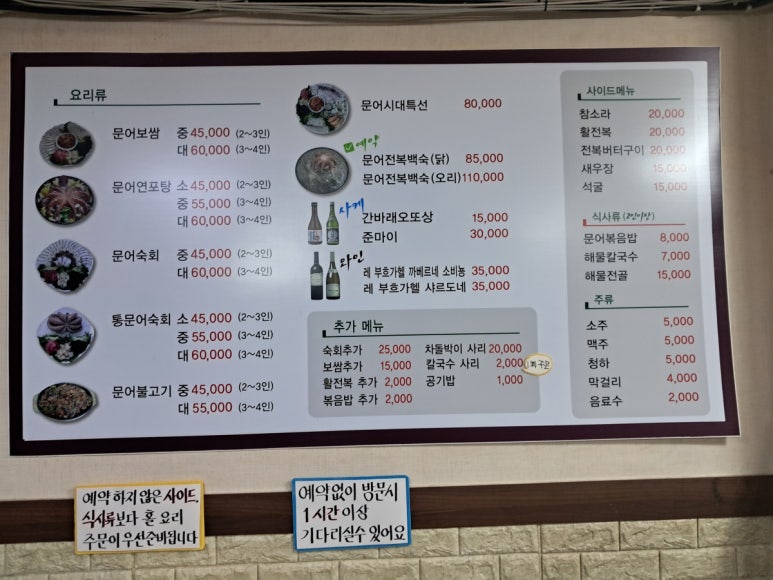 요리류
문어보쌈 중 45,000 (2~3인)
대 60,000 (3~4인)
문어연포탕 소 45,000 (2~3인)
중 55,000 (3~4인)
대 60,000 (3~4인)
문어숙회 중 45,000 (2~3인)
대 60,000 (3~4인)
통문어숙회 소 45,000 (2~3인)
중 55,000 (3~4인)
대 60,000 (3~4인)
문어불고기 중 45,000 (2~3인)
대 55,000 (3~4인)
문어시대특선 80,000
예약
문어전복백숙(닭) 85,000
문어전복백숙(오리) 110,000
사케
간바래오또상 15,000
준마이 30,000
와인
레 부흐가헬 까베르네 소비뇽 35,000
레 부흐가헬 샤르도네 35,000
추가 메뉴
숙회추가 25,000
보쌈추가 15,000
활전복 추가 2,000
볶음밥 추가 2,000
차돌박이 사리 20,000
칼국수 사리 2,000
공기밥 1,000
사이드메뉴
참소라 20,000
활전복 20,000
전복버터구이 20,000
새우장 15,000
석굴 15,000
식사류 (2인이상)
문어볶음밥 8,000
해물칼국수 7,000
해물전골 15,000
주류
소주 5,000
맥주 5,000
청하 5,000
막걸리 4,000
음료수 2,000
예약 하지 않은 사이드,
식사류보다 홀 요리
주문이 우선준비됩니다
예약없이 방문시
1시간 이상
기다리실수 있어요